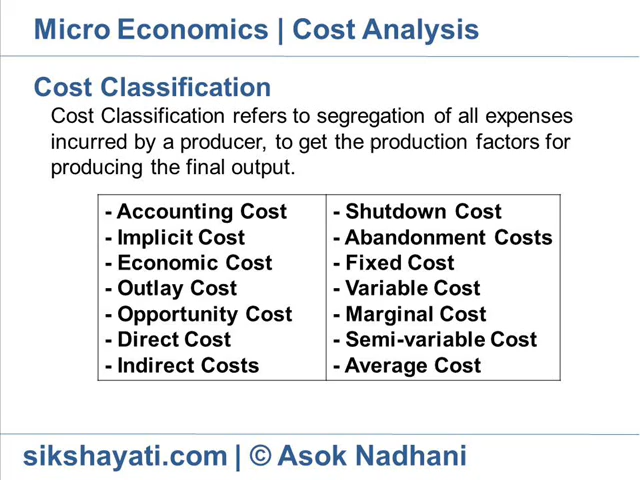 Micro Economics | Cost Analysis
Cost Classification
Cost Classification refers to segregation of all expenses
incurred by a producer, to get the production factors for
producing the final output.
- Accounting Cost
- Implicit Cost
- Economic Cost
- Outlay Cost
- Opportunity Cost
- Direct Cost
- Indirect Costs
- Shutdown Cost
- Abandonment Costs
- Fixed Cost
- Variable Cost
- Marginal Cost
- Semi-variable Cost
- Average Cost
sikshayati.com | © Asok Nadhani